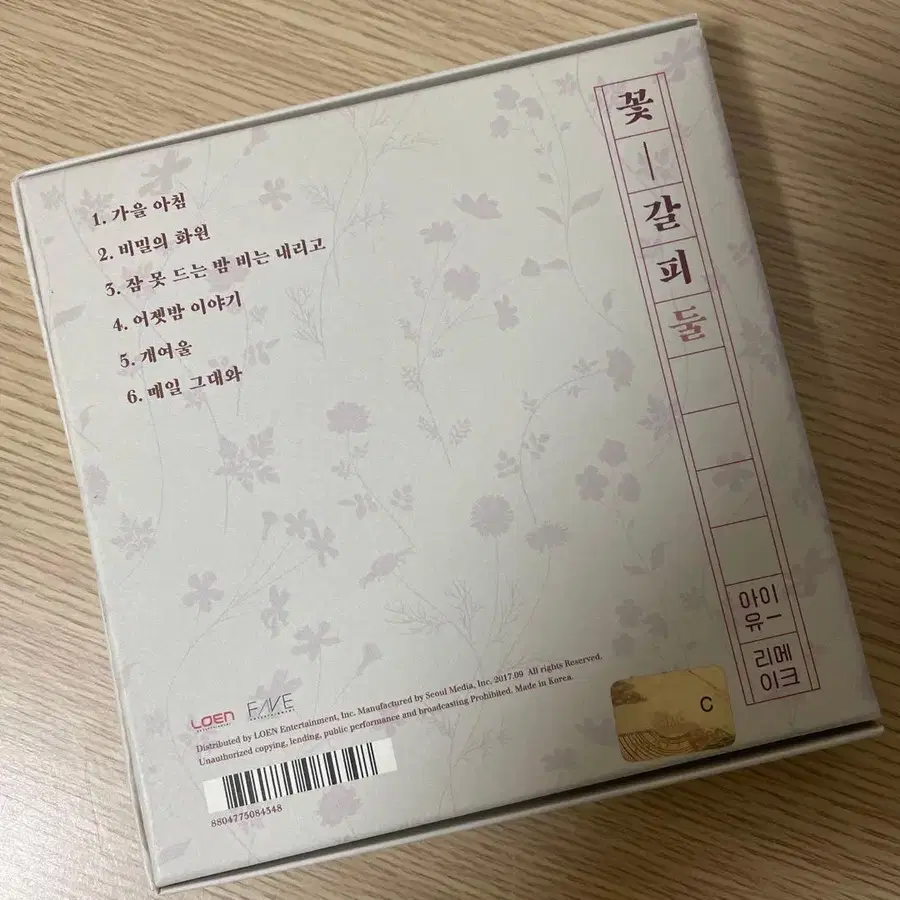 1. 가을 아침
2. 비밀의 화원
3. 잠 못 드는 밤 비는 내리고
4. 어젯밤 이야기
5. 개여울
6. 매일 그대와
꽃
갈
피
둘
아이
유
리메
이크
LOEN
ENTERTAINMENT
FAVE
ENTERTAINMENT
Distributed by LOEN Entertainment, Inc. Manufactured by Seoul Media, Inc, 2017.09 All rights Reserved.
Unauthorized copying, lending, public performance and broadcasting Prohibited. Made in Korea.
8804775084348
C